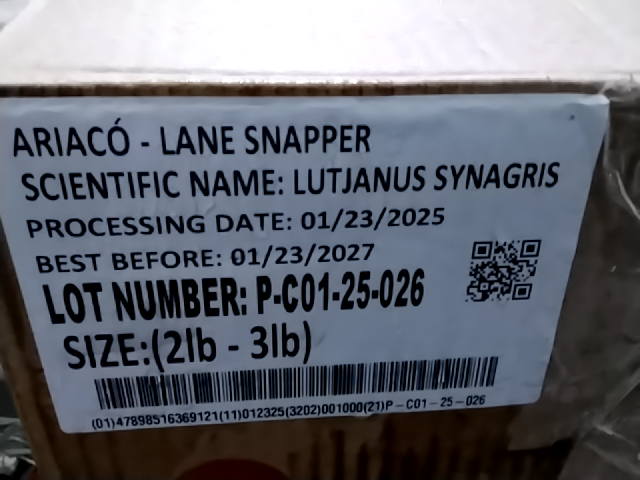 ARIACÓ - LANE SNAPPER
SCIENTIFIC NAME: LUTJANUS SYNAGRIS
PROCESSING DATE: 01/23/2025
BEST BEFORE: 01/23/2027
LOT NUMBER: P-C01-25-026
SIZE:(2lb - 3lb)
(01)47898516369121(11)012325(3202)001000(21)P-C01-25-026